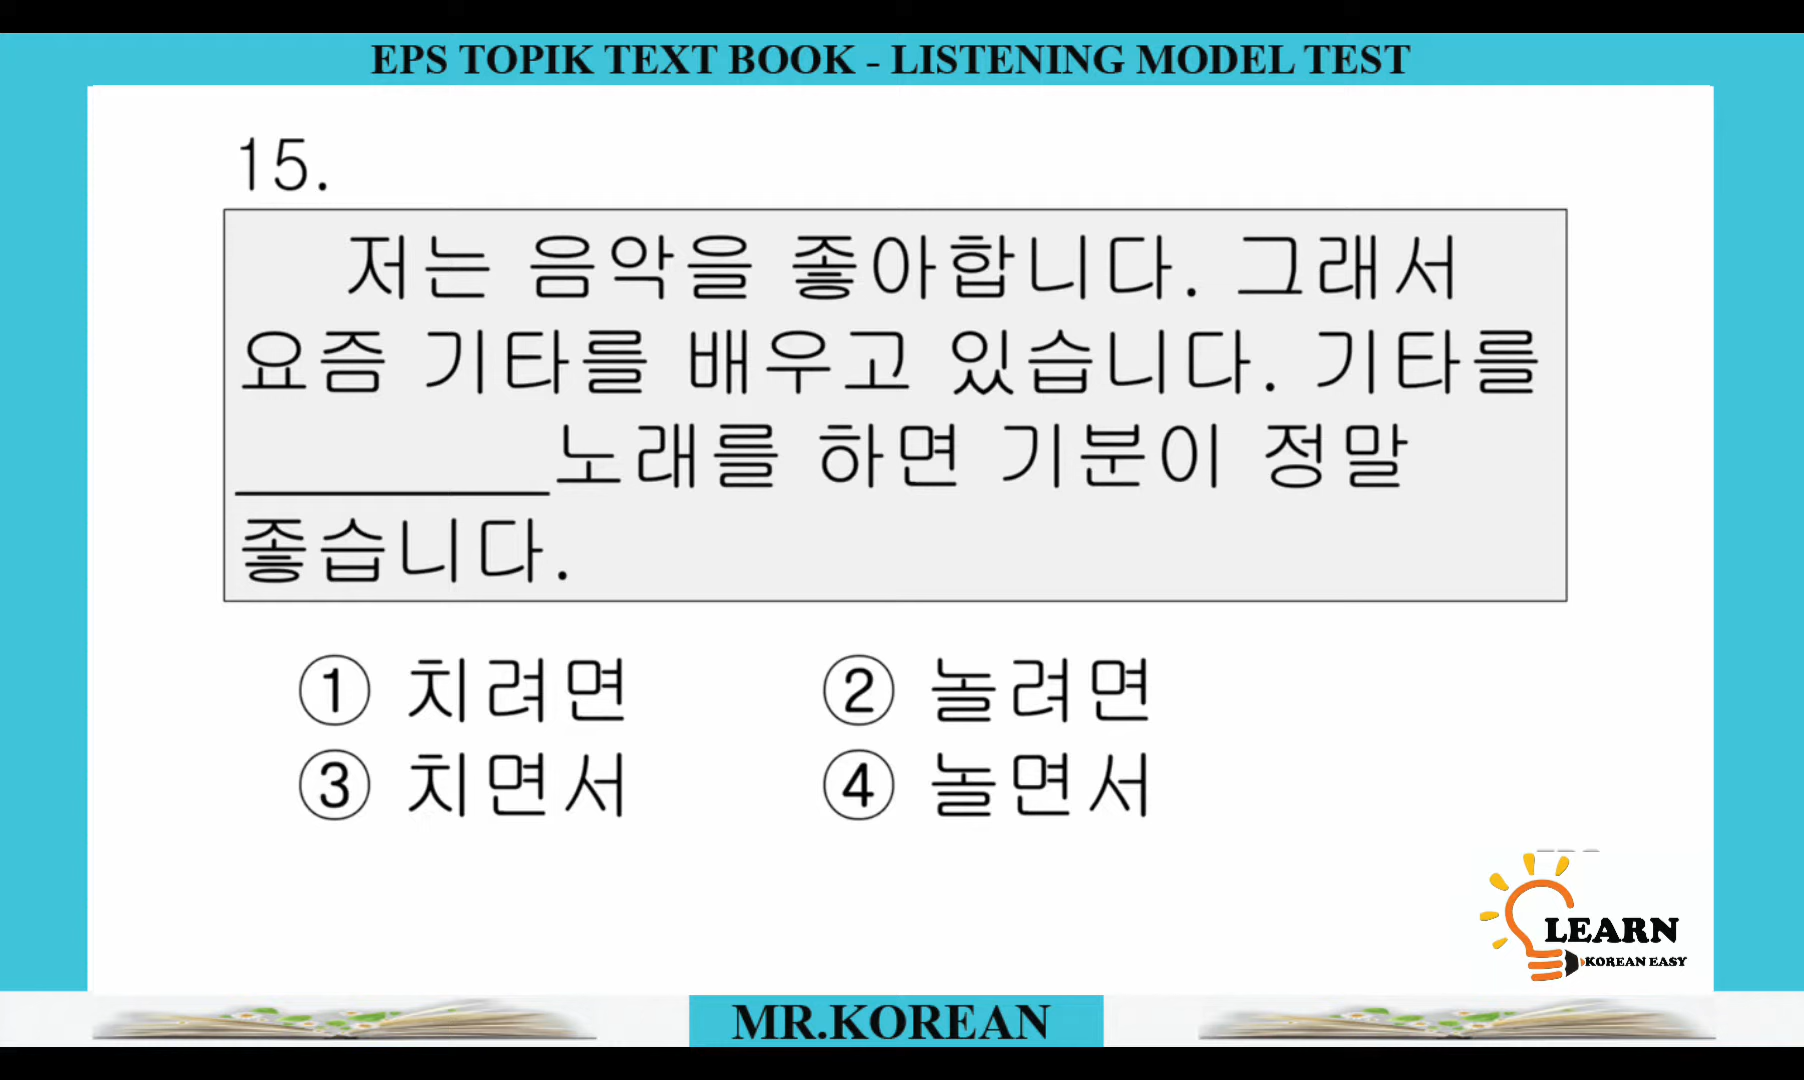 EPS TOPIK TEXT BOOK - LISTENING MODEL TEST
15.
저는 음악을 좋아합니다. 그래서
요즘 기타를 배우고 있습니다. 기타를
__________노래를 하면 기분이 정말
좋습니다.
① 치려면 ②놀려면
③ 치면서 ④ 놀면서
LEARN
KOREAN EASY
MR.KOREAN